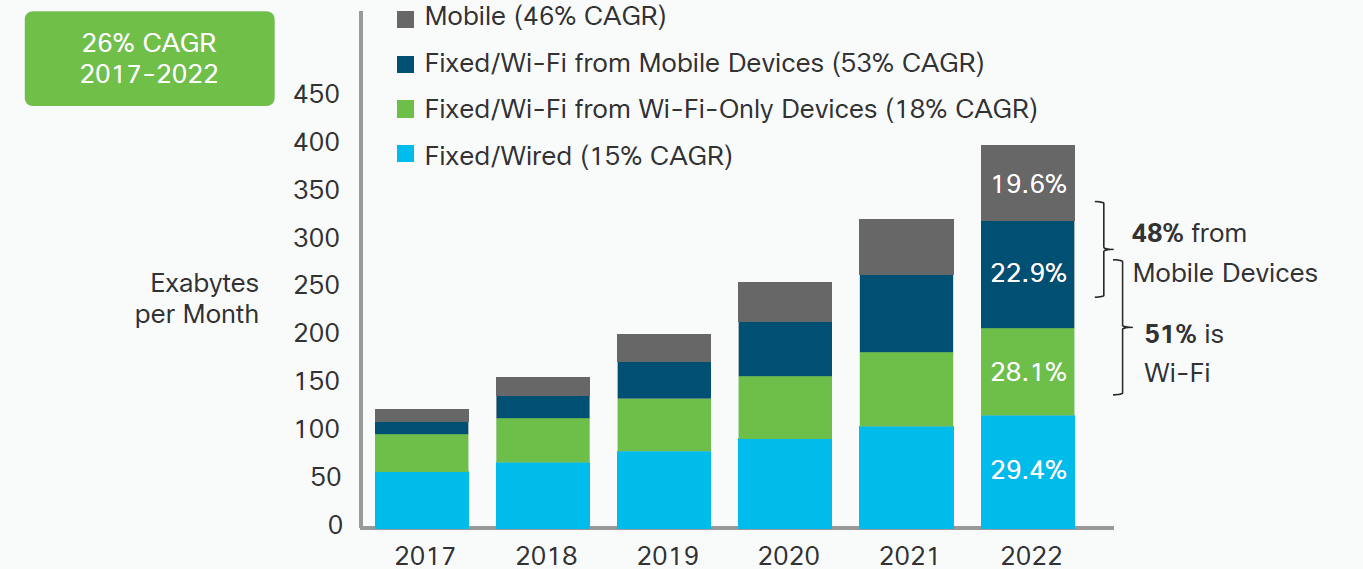 26% CAGR
2017-2022
Mobile (46% CAGR)
Fixed/Wi-Fi from Mobile Devices (53% CAGR)
Fixed/Wi-Fi from Wi-Fi-Only Devices (18% CAGR)
Fixed/Wired (15% CAGR)
Exabytes
per Month
450
400
350
300
250
200
150
100
50
0
19.6%
22.9%
28.1%
29.4%
48% from
Mobile Devices
51% is
Wi-Fi
2017 2018 2019 2020 2021 2022